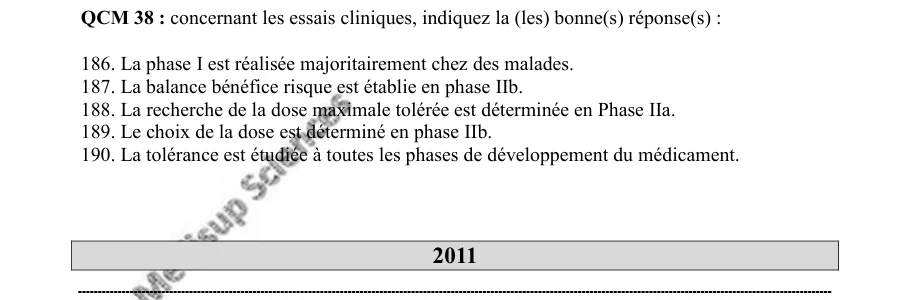 QCM 38 : concernant les essais cliniques, indiquez la (les) bonne(s) réponse(s) :
186. La phase I est réalisée majoritairement chez des malades.
187. La balance bénéfice risque est établie en phase IIb.
188. La recherche de la dose maximale tolérée est déterminée en Phase IIa.
189. Le choix de la dose est déterminé en phase IIb.
190. La tolérance est étudiée à toutes les phases de développement du médicament.
Medisup Sciences
2011